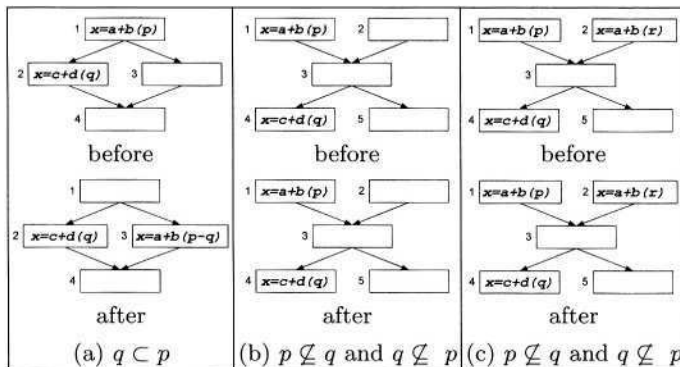 1 x=a+b(p)
2 x=c+d(q) 3
4
before
1
2 x=c+d(q) 3 x=a+b(p-q)
4
after
(a) q ⊂ p
1 x=a+b(p) 2
3
4 x=c+d(q) 5
before
1 x=a+b(p) 2
3
4 x=c+d(q) 5
after
(b) p ⊈ q and q ⊈ p
1 x=a+b(p) 2 x=a+b(r)
3
4 x=c+d(q) 5
before
1 x=a+b(p) 2 x=a+b(r)
3
4 x=c+d(q) 5
after
(c) p ⊈ q and q ⊈ p